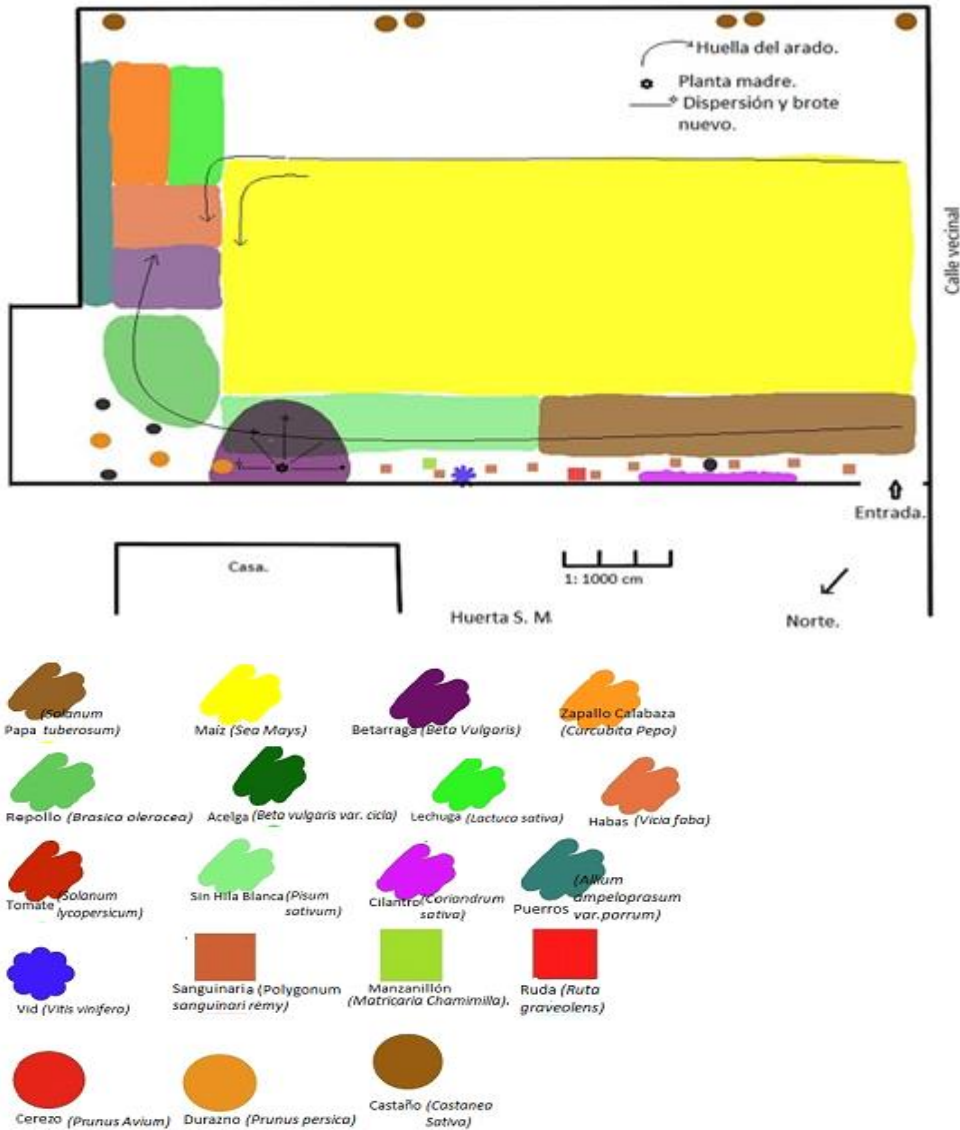 Huella del arado.
Planta madre.
Dispersión y brote
nuevo.
Calle vecinal
Entrada.
Casa.
1: 1000 cm
Huerta S. M.
Norte.
Papa (Solanum
tuberosum)
Maíz (Sea Mays)
Betarraga (Beta Vulgaris)
Zapallo Calabaza
(Curcubita Pepo)
Repollo (Brasica oleracea)
Acelga (Beta vulgaris var. cicla)
Lechuga (Lactuca sativa)
Habas (Vicia faba)
Tomate (Solanum
lycopersicum)
Sin Hila Blanca (Pisum
sativum)
Cilantro (Coriandrum
sativa)
Puerros (Allium
ampeloprasum
var.porrum)
Vid (Vitis vinifera)
Sanguinaria (Polygonum
sanguinari remy)
Manzanillón
(Matricaria Chamimilla).
Ruda (Ruta
graveolens)
Cerezo (Prunus Avium)
Durazno (Prunus persica)
Castaño (Castanea
Sativa)